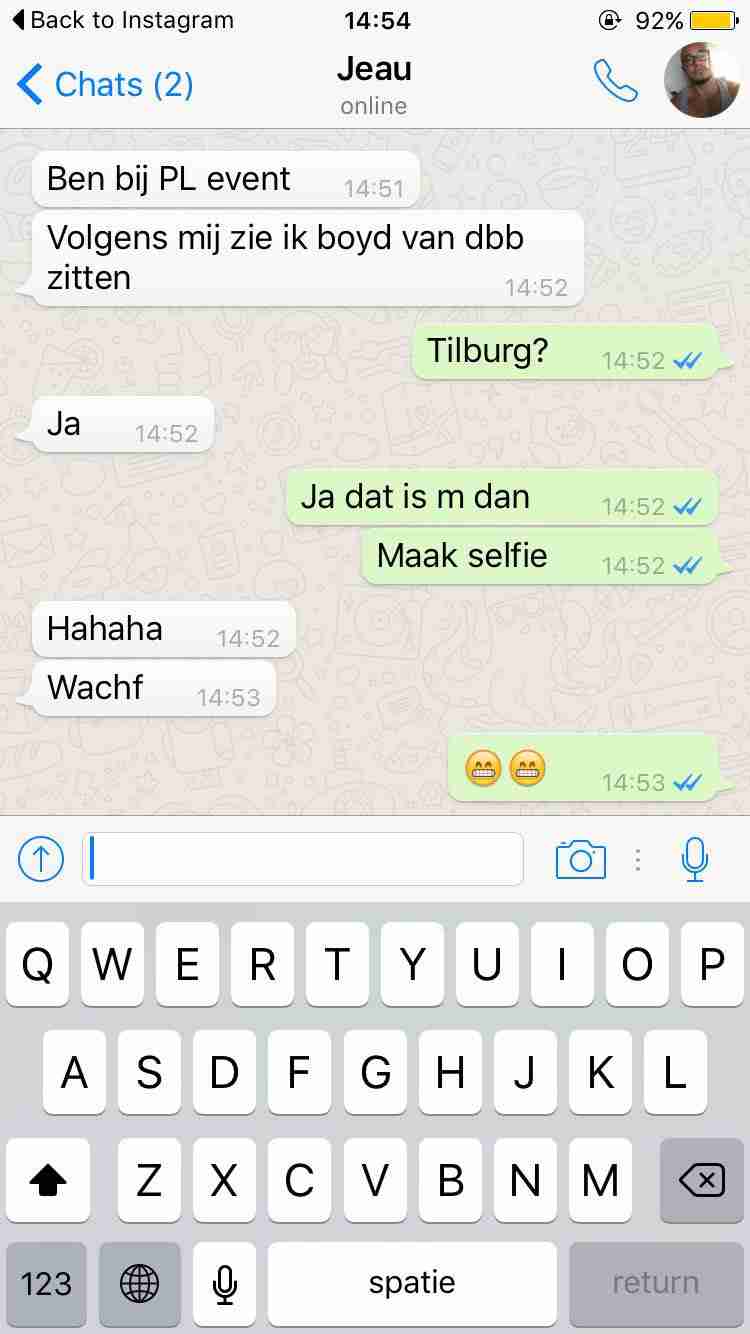 Back to Instagram 14:54 92%
Chats (2) Jeau
online
Ben bij PL event 14:51
Volgens mij zie ik boyd van dbb
zitten 14:52
Tilburg? 14:52
Ja 14:52
Ja dat is m dan 14:52
Maak selfie 14:52
Hahaha 14:52
Wachf 14:53
😁😁 14:53
Q W E R T Y U I O P
A S D F G H J K L
Z X C V B N M
123 spatie return